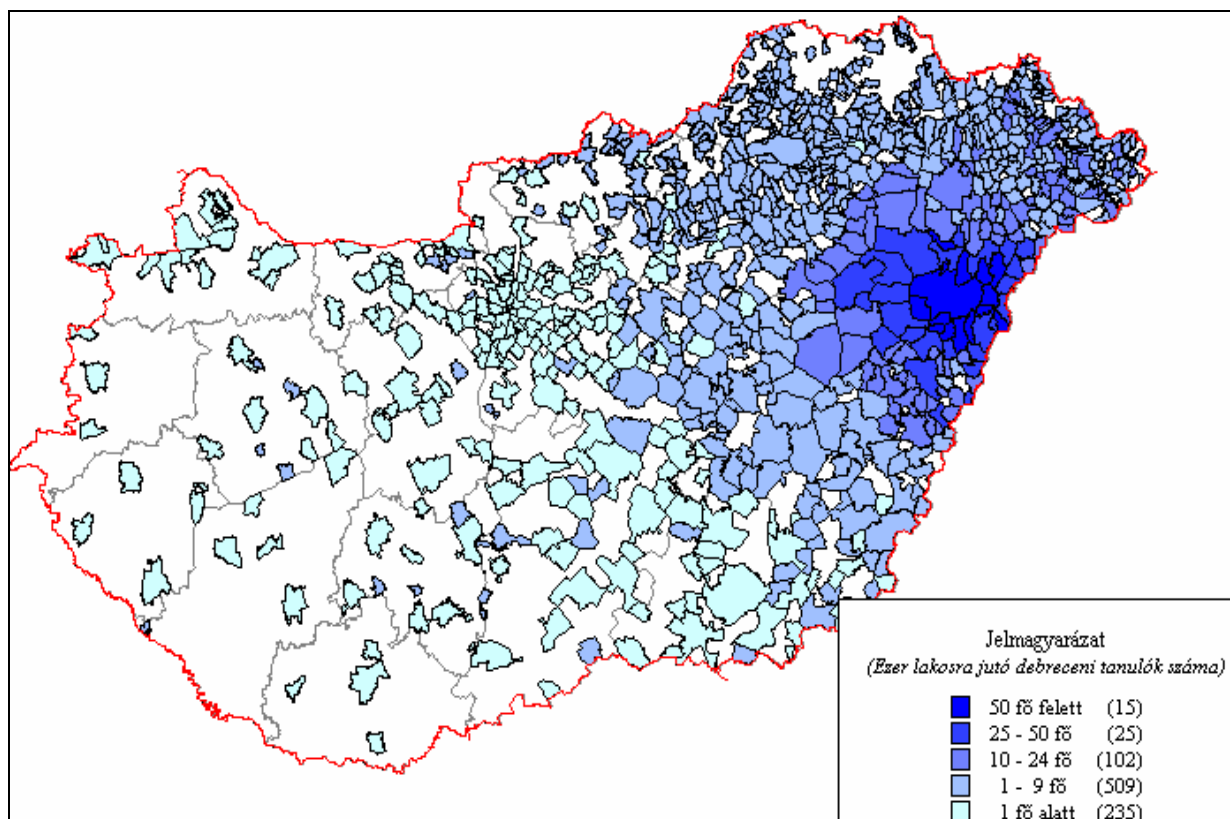 Jelmagyarázat
(Ezer lakosra jutó debreceni tanulók száma)
50 fő felett (15)
25 - 50 fő (25)
10 - 24 fő (102)
1 - 9 fő (509)
1 fő alatt (235)